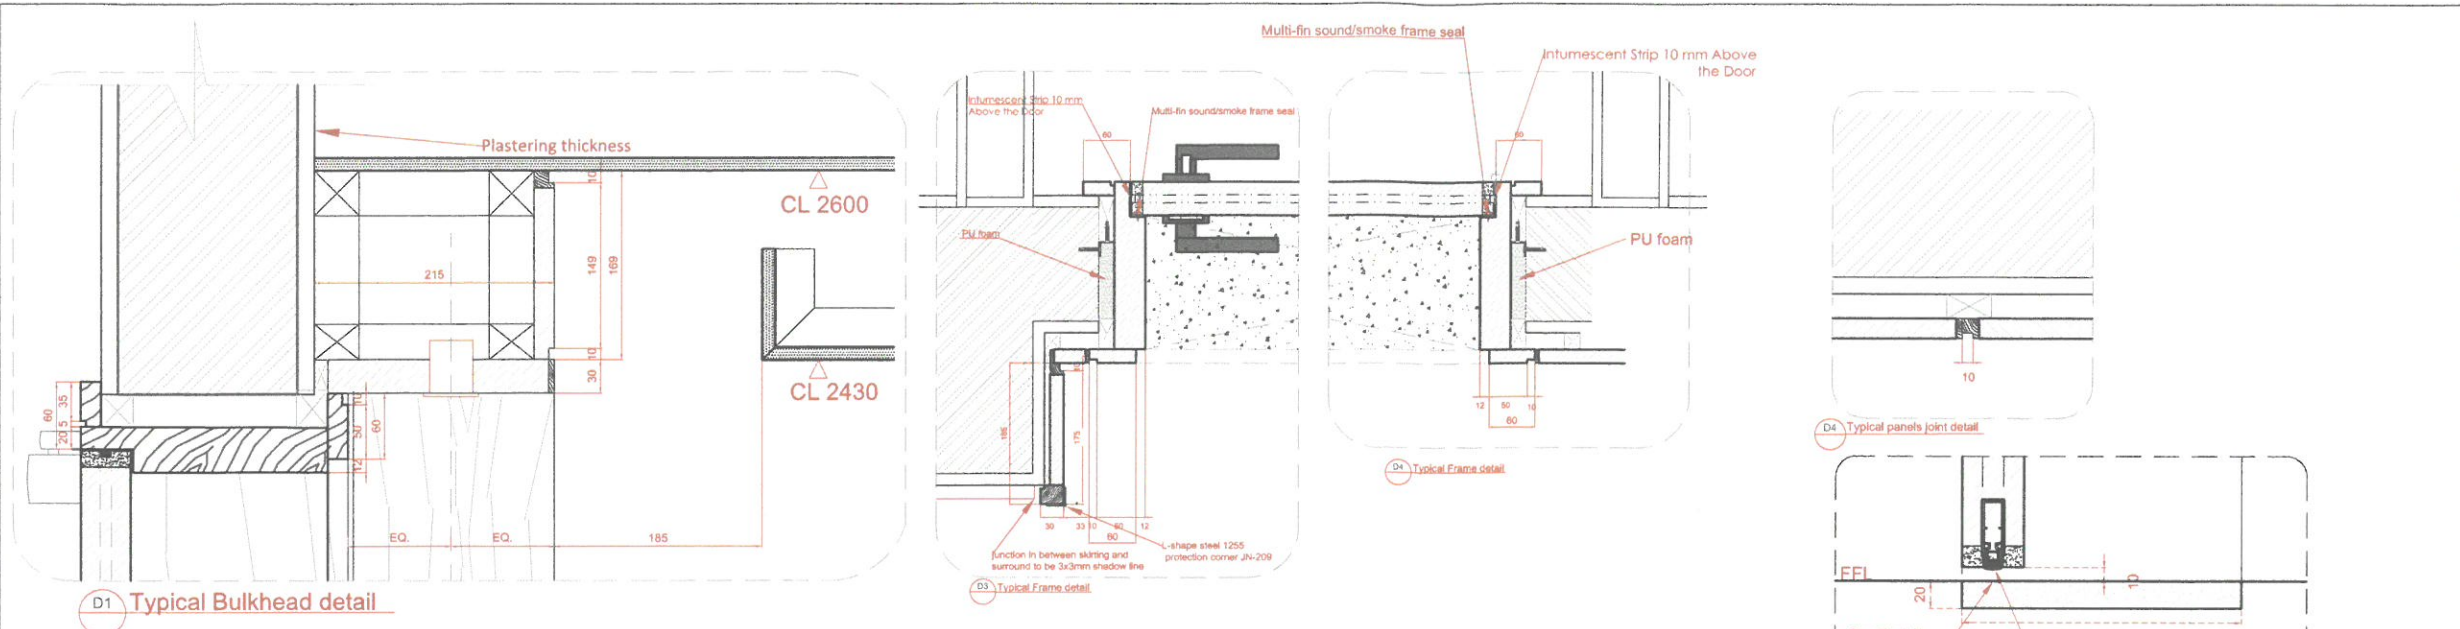 Plastering thickness
CL 2600
CL 2430
10
149
169
215
10
30
60
35
5
20
10
50
60
12
EQ.
EQ.
185
D1 Typical Bulkhead detail
Intumescent Strip 10 mm
Above the Door
Multi-fin sound/smoke frame seal
60
PU foam
175
30
33
10
12
60
junction in between skirting and
surround to be 3x3mm shadow line
L-shape steel 1255
protection corner JN-209
D3 Typical Frame detail
Multi-fin sound/smoke frame seal
Intumescent Strip 10 mm Above
the Door
60
PU foam
12
50
10
60
D4 Typical Frame detail
10
D4 Typical panels joint detail
FFL
20
10